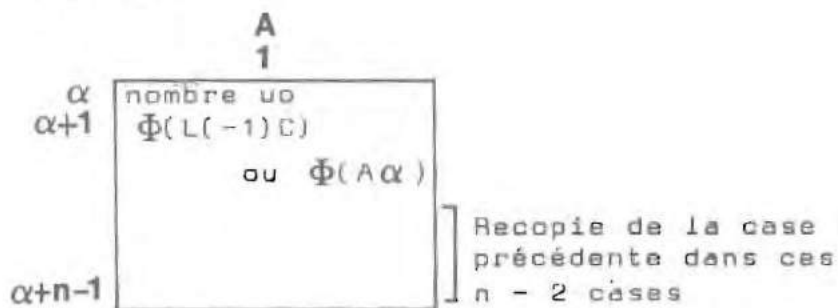 A
1
α nombre uo
α+1 Φ(L(-1)C)
ou Φ(Aα)
Recopie de la case
précédente dans ces
α+n-1 n - 2 cases